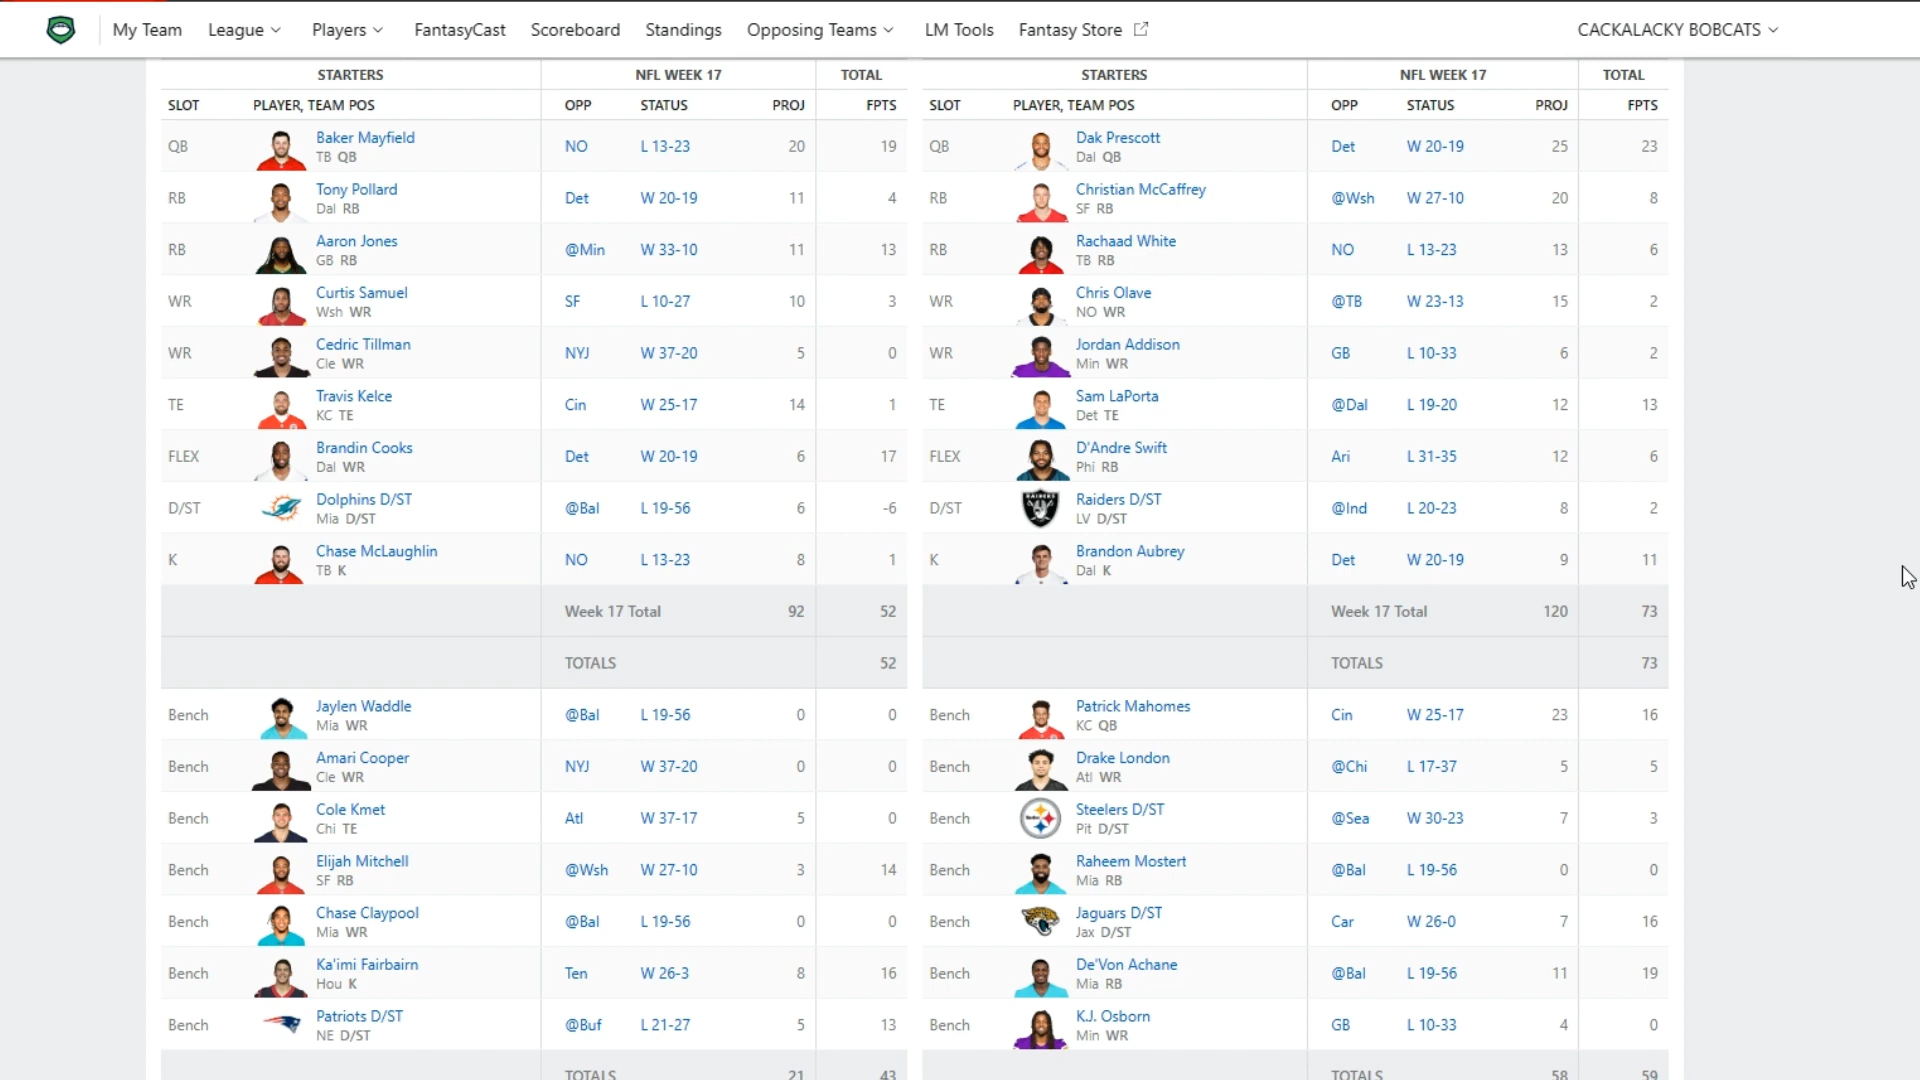 My Team League Players FantasyCast Scoreboard Standings Opposing Teams LM Tools Fantasy Store CACKALACKY BOBCATS
STARTERS NFL WEEK 17 TOTAL
SLOT PLAYER, TEAM POS OPP STATUS PROJ FPTS
QB Baker Mayfield NO L 13-23 20 19
TB QB
RB Tony Pollard Det W 20-19 11 4
Dal RB
RB Aaron Jones @Min W 33-10 11 13
GB RB
WR Curtis Samuel SF L 10-27 10 3
Wsh WR
WR Cedric Tillman NYJ W 37-20 5 0
Cle WR
TE Travis Kelce Cin W 25-17 14 1
KC TE
FLEX Brandin Cooks Det W 20-19 6 17
Dal WR
D/ST Dolphins D/ST @Bal L 19-56 6 -6
Mia D/ST
K Chase McLaughlin NO L 13-23 8 1
TB K
Week 17 Total 92 52
TOTALS 52
Bench Jaylen Waddle @Bal L 19-56 0 0
Mia WR
Bench Amari Cooper NYJ W 37-20 0 0
Cle WR
Bench Cole Kmet Atl W 37-17 5 0
Chi TE
Bench Elijah Mitchell @Wsh W 27-10 3 14
SF RB
Bench Chase Claypool @Bal L 19-56 0 0
Mia WR
Bench Ka'imi Fairbairn Ten W 26-3 8 16
Hou K
Bench Patriots D/ST @Buf L 21-27 5 13
NE D/ST
TOTALS 21 43
STARTERS NFL WEEK 17 TOTAL
SLOT PLAYER, TEAM POS OPP STATUS PROJ FPTS
QB Dak Prescott Det W 20-19 25 23
Dal QB
RB Christian McCaffrey @Wsh W 27-10 20 8
SF RB
RB Rachaad White NO L 13-23 13 6
TB RB
WR Chris Olave @TB W 23-13 15 2
NO WR
WR Jordan Addison GB L 10-33 6 2
Min WR
TE Sam LaPorta @Dal L 19-20 12 13
Det TE
FLEX D'Andre Swift Ari L 31-35 12 6
Phi RB
D/ST Raiders D/ST @Ind L 20-23 8 2
LV D/ST
K Brandon Aubrey Det W 20-19 9 11
Dal K
Week 17 Total 120 73
TOTALS 73
Bench Patrick Mahomes Cin W 25-17 23 16
KC QB
Bench Drake London @Chi L 17-37 5 5
Atl WR
Bench Steelers D/ST @Sea W 30-23 7 3
Pit D/ST
Bench Raheem Mostert @Bal L 19-56 0 0
Mia RB
Bench Jaguars D/ST Car W 26-0 7 16
Jax D/ST
Bench De'Von Achane @Bal L 19-56 11 19
Mia RB
Bench K.J. Osborn GB L 10-33 4 0
Min WR
TOTALS 58 59